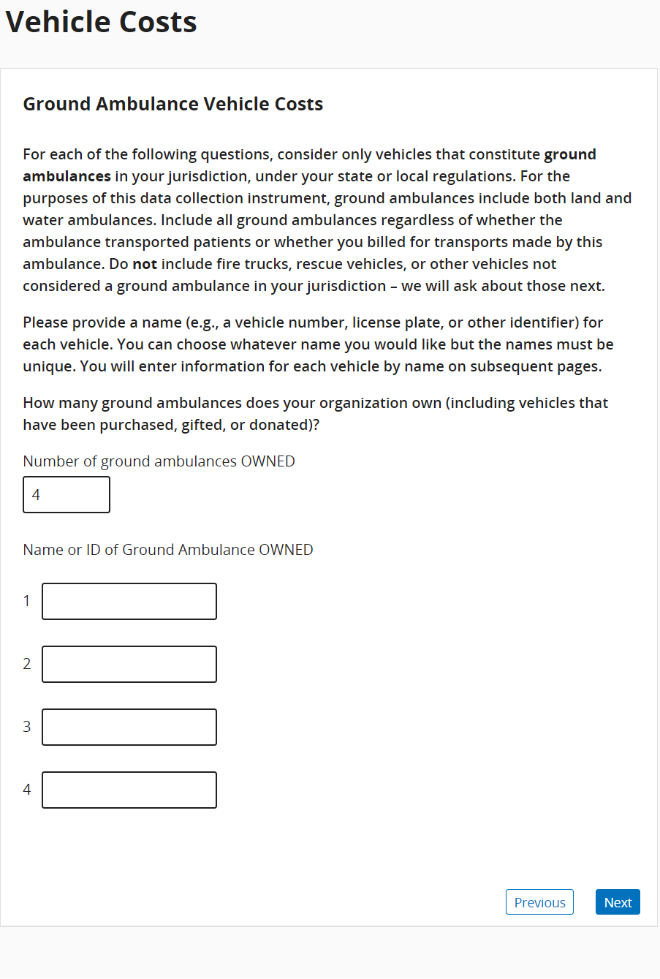 Vehicle Costs
Ground Ambulance Vehicle Costs
For each of the following questions, consider only vehicles that constitute ground
ambulances in your jurisdiction, under your state or local regulations. For the
purposes of this data collection instrument, ground ambulances include both land and
water ambulances. Include all ground ambulances regardless of whether the
ambulance transported patients or whether you billed for transports made by this
ambulance. Do not include fire trucks, rescue vehicles, or other vehicles not
considered a ground ambulance in your jurisdiction – we will ask about those next.
Please provide a name (e.g., a vehicle number, license plate, or other identifier) for
each vehicle. You can choose whatever name you would like but the names must be
unique. You will enter information for each vehicle by name on subsequent pages.
How many ground ambulances does your organization own (including vehicles that
have been purchased, gifted, or donated)?
Number of ground ambulances OWNED
4
Name or ID of Ground Ambulance OWNED
1
2
3
4
Previous Next